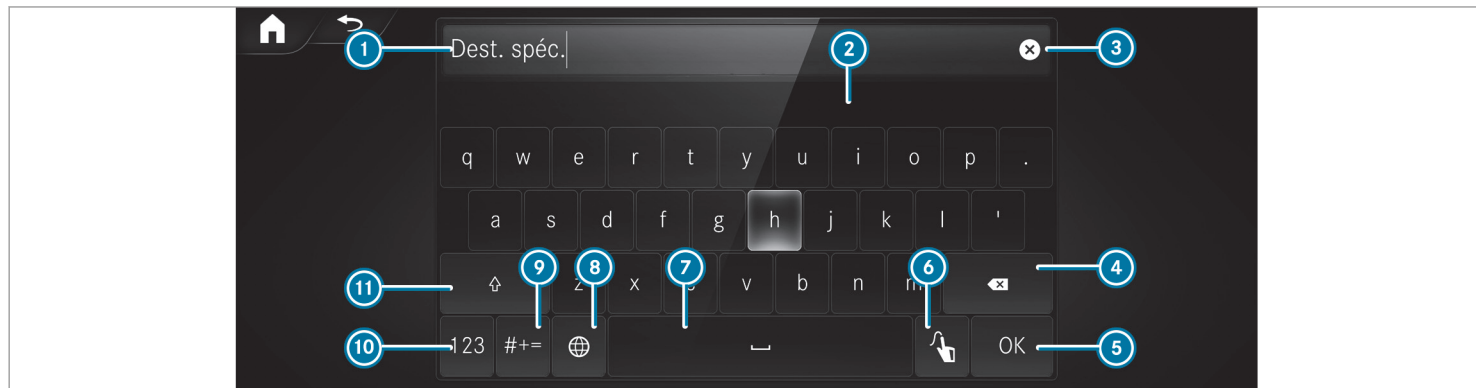 1 Dest. spéc. 2 3
q w e r t y u i o p .
a s d f g h j k l '
11 9 8 z x 7 v b n m 6 4
10 123 #+= OK 5